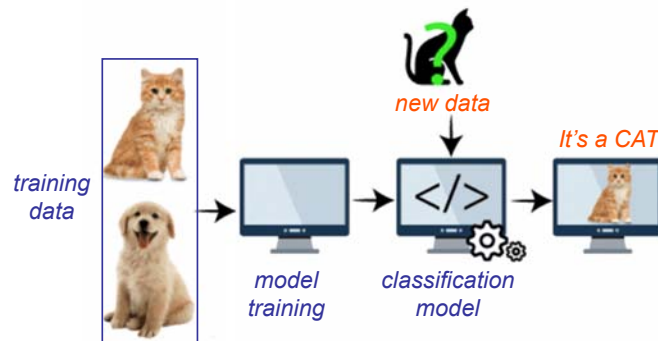 ?
new data
It's a CAT
training
data
</>
model
training
classification
model